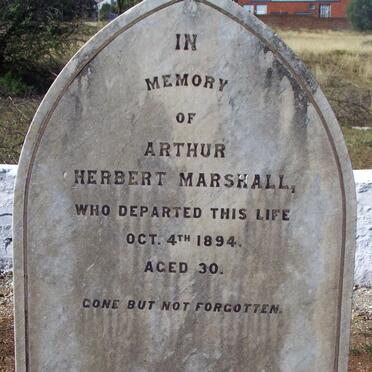 IN
MEMORY
OF
ARTHUR
HERBERT MARSHALL,
WHO DEPARTED THIS LIFE
OCT. 4TH 1894.
AGED 30.
GONE BUT NOT FORGOTTEN.